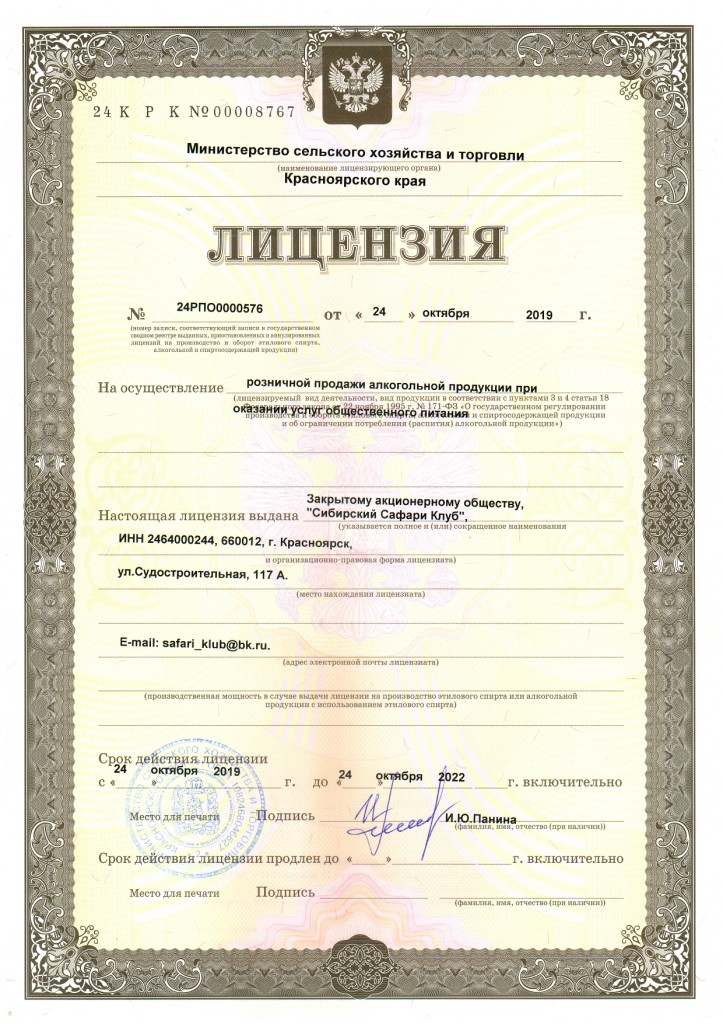 24 К Р К №00008767
Министерство сельского хозяйства и торговли
(наименование лицензирующего органа)
Красноярского края
ЛИЦЕНЗИЯ
№ 24РПО0000576 от « 24 » октября 2019 г.
(номер записи, соответствующий записи в государственном
сводном реестре выданных, приостановленных и аннулированных
лицензий на производство и оборот этилового спирта,
алкогольной и спиртосодержащей продукции)
На осуществление розничной продажи алкогольной продукции при
(лицензируемый вид деятельности, вид продукции в соответствии с пунктами 3 и 4 статьи 18
оказании услуг общественного питания
от 22 ноября 1995 г. № 171-ФЗ «О государственном регулировании
производства и оборота этилового спирта, алкогольной и спиртосодержащей продукции
и об ограничении потребления (распития) алкогольной продукции»)
Закрытому акционерному обществу,
Настоящая лицензия выдана "Сибирский Сафари Клуб",
(указывается полное и (или) сокращенное наименования
ИНН 2464000244, 660012, г. Красноярск,
и организационно-правовая форма лицензиата)
ул.Судостроительная, 117 А.
(место нахождения лицензиата)
E-mail: safari_klub@bk.ru.
(адрес электронной почты лицензиата)
(производственная мощность в случае выдачи лицензии на производство этилового спирта или алкогольной
продукции с использованием этилового спирта)
Срок действия лицензии
с « 24 » октября 2019 г. до « 24 » октября 2022 г. включительно
Место для печати Подпись И.Ю.Панина
(фамилия, имя, отчество (при наличии))
Срок действия лицензии продлен до « » г. включительно
Место для печати Подпись
(фамилия, имя, отчество (при наличии))